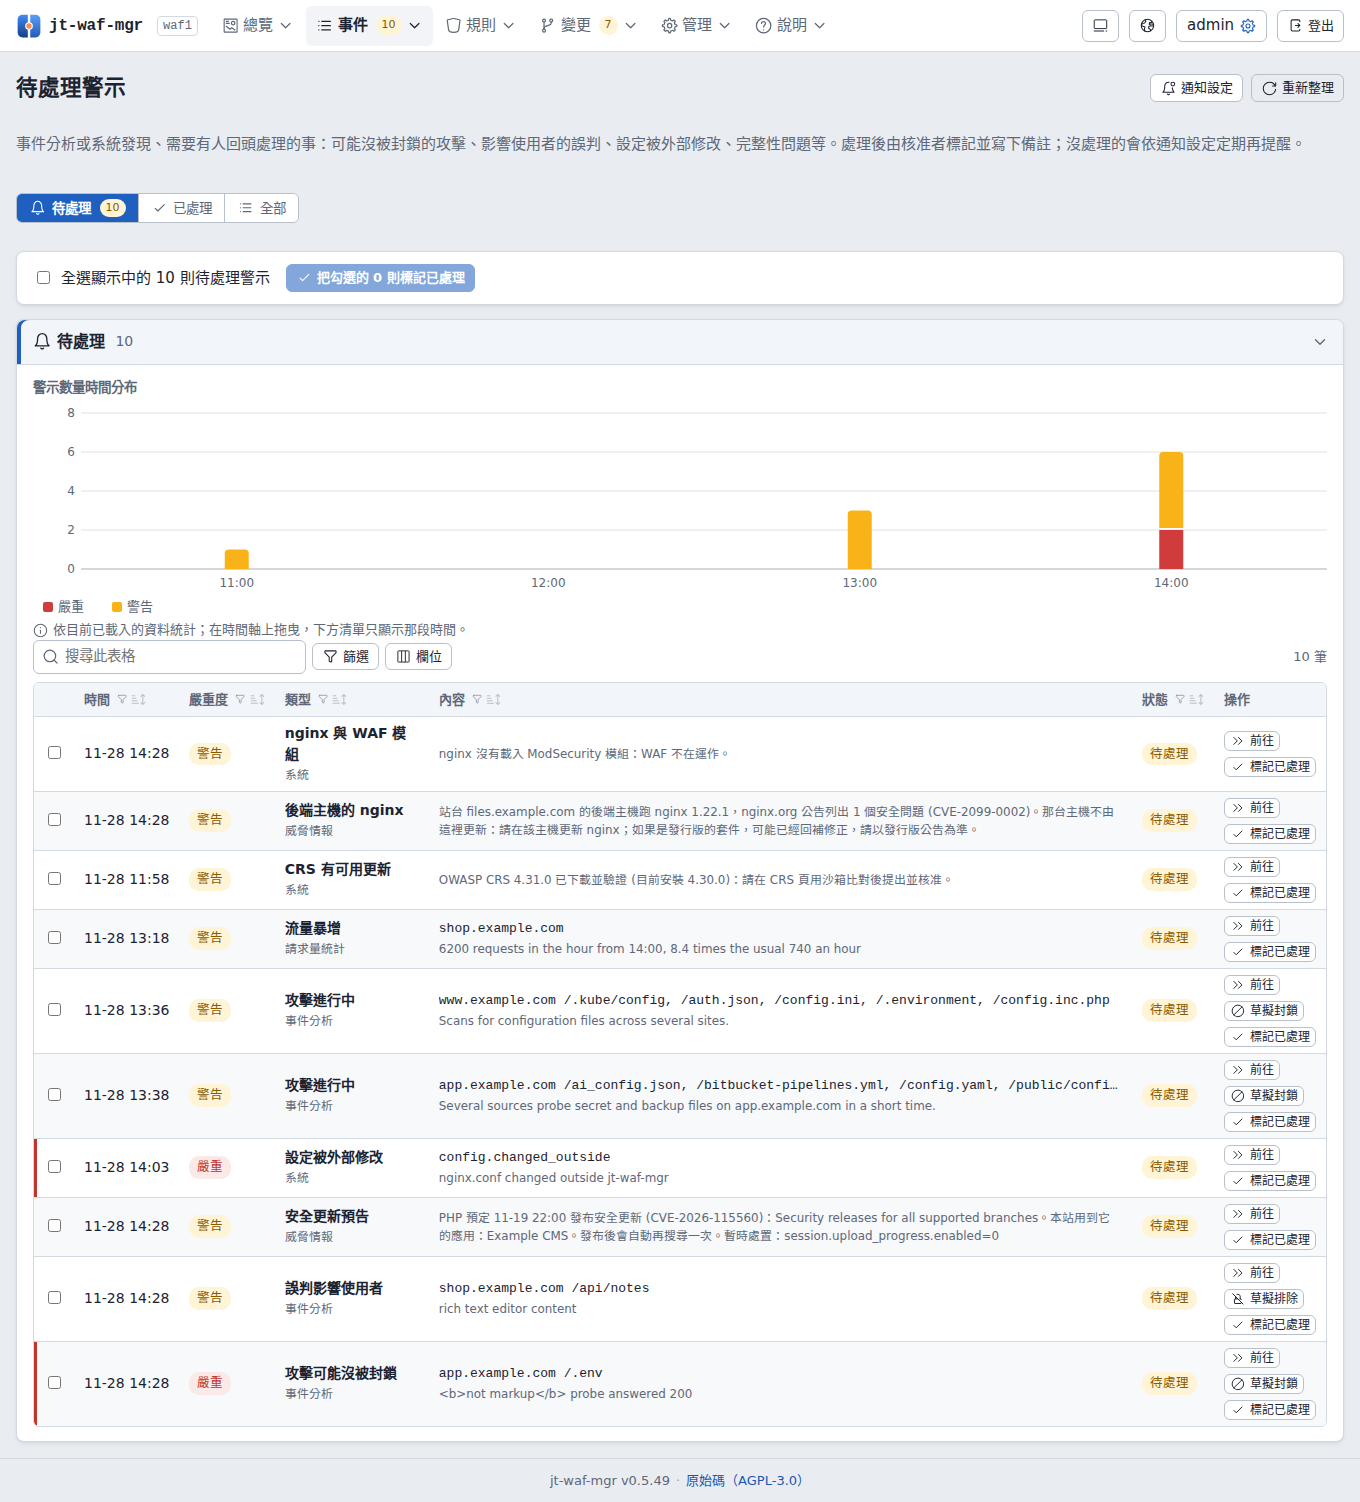 jt-waf-mgr waf1 總覽 事件 10 規則 變更 7 管理 說明 admin 登出
待處理警示 通知設定 重新整理
事件分析或系統發現、需要有人回頭處理的事：可能沒被封鎖的攻擊、影響使用者的誤判、設定被外部修改、完整性問題等。處理後由核准者標記並寫下備註；沒處理的會依通知設定定期再提醒。
待處理 10 已處理 全部
全選顯示中的 10 則待處理警示 把勾選的 0 則標記已處理
待處理 10
警示數量時間分布
8
6
4
2
0
11:00 12:00 13:00 14:00
嚴重 警告
依目前已載入的資料統計；在時間軸上拖曳，下方清單只顯示那段時間。
搜尋此表格 篩選 欄位 10 筆
時間 嚴重度 類型 內容 狀態 操作
11-28 14:28 警告 nginx 與 WAF 模組 系統 nginx 沒有載入 ModSecurity 模組：WAF 不在運作。 待處理 前往 標記已處理
11-28 14:28 警告 後端主機的 nginx 威脅情報 站台 files.example.com 的後端主機跑 nginx 1.22.1，nginx.org 公告列出 1 個安全問題 (CVE-2099-0002)。那台主機不由這裡更新：請在該主機更新 nginx；如果是發行版的套件，可能已經回補修正，請以發行版公告為準。 待處理 前往 標記已處理
11-28 11:58 警告 CRS 有可用更新 系統 OWASP CRS 4.31.0 已下載並驗證 (目前安裝 4.30.0)：請在 CRS 頁用沙箱比對後提出並核准。 待處理 前往 標記已處理
11-28 13:18 警告 流量暴增 請求量統計 shop.example.com 6200 requests in the hour from 14:00, 8.4 times the usual 740 an hour 待處理 前往 標記已處理
11-28 13:36 警告 攻擊進行中 事件分析 www.example.com /.kube/config, /auth.json, /config.ini, /.environment, /config.inc.php Scans for configuration files across several sites. 待處理 前往 草擬封鎖 標記已處理
11-28 13:38 警告 攻擊進行中 事件分析 app.example.com /ai_config.json, /bitbucket-pipelines.yml, /config.yaml, /public/confi… Several sources probe secret and backup files on app.example.com in a short time. 待處理 前往 草擬封鎖 標記已處理
11-28 14:03 嚴重 設定被外部修改 系統 config.changed_outside nginx.conf changed outside jt-waf-mgr 待處理 前往 標記已處理
11-28 14:28 警告 安全更新預告 威脅情報 PHP 預定 11-19 22:00 發布安全更新 (CVE-2026-115560)：Security releases for all supported branches。本站用到它的應用：Example CMS。發布後會自動再搜尋一次。暫時處置：session.upload_progress.enabled=0 待處理 前往 標記已處理
11-28 14:28 警告 誤判影響使用者 事件分析 shop.example.com /api/notes rich text editor content 待處理 前往 草擬排除 標記已處理
11-28 14:28 嚴重 攻擊可能沒被封鎖 事件分析 app.example.com /.env <b>not markup</b> probe answered 200 待處理 前往 草擬封鎖 標記已處理
jt-waf-mgr v0.5.49 · 原始碼（AGPL-3.0）